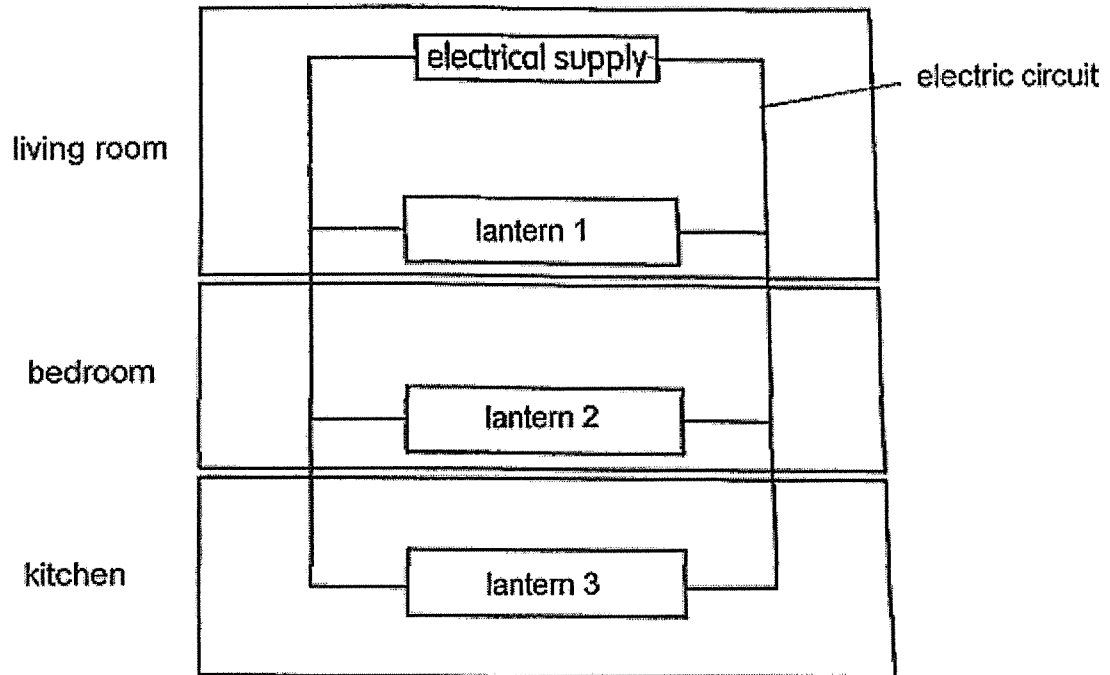 electrical supply
electric circuit
living room
lantern 1
bedroom
lantern 2
kitchen
lantern 3